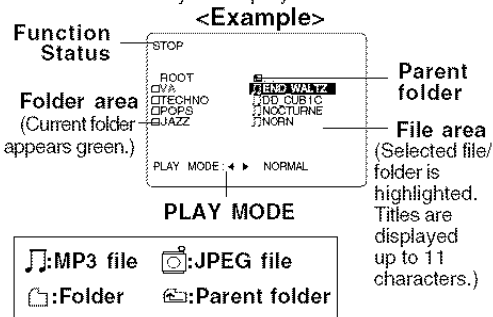 <Example>
Function
Status
STOP
ROOT
VA
TECHNO
POPS
JAZZ
END WALTZ
DD CUB1C
NOCTURNE
NORN
PLAY MODE: NORMAL
Folder area
(Current folder
appears green.)
Parent
folder
File area
(Selected file/
folder is
highlighted.
Titles are
displayed
up to 11
characters.)
PLAY MODE
:MP3 file :JPEG file
:Folder :Parent folder